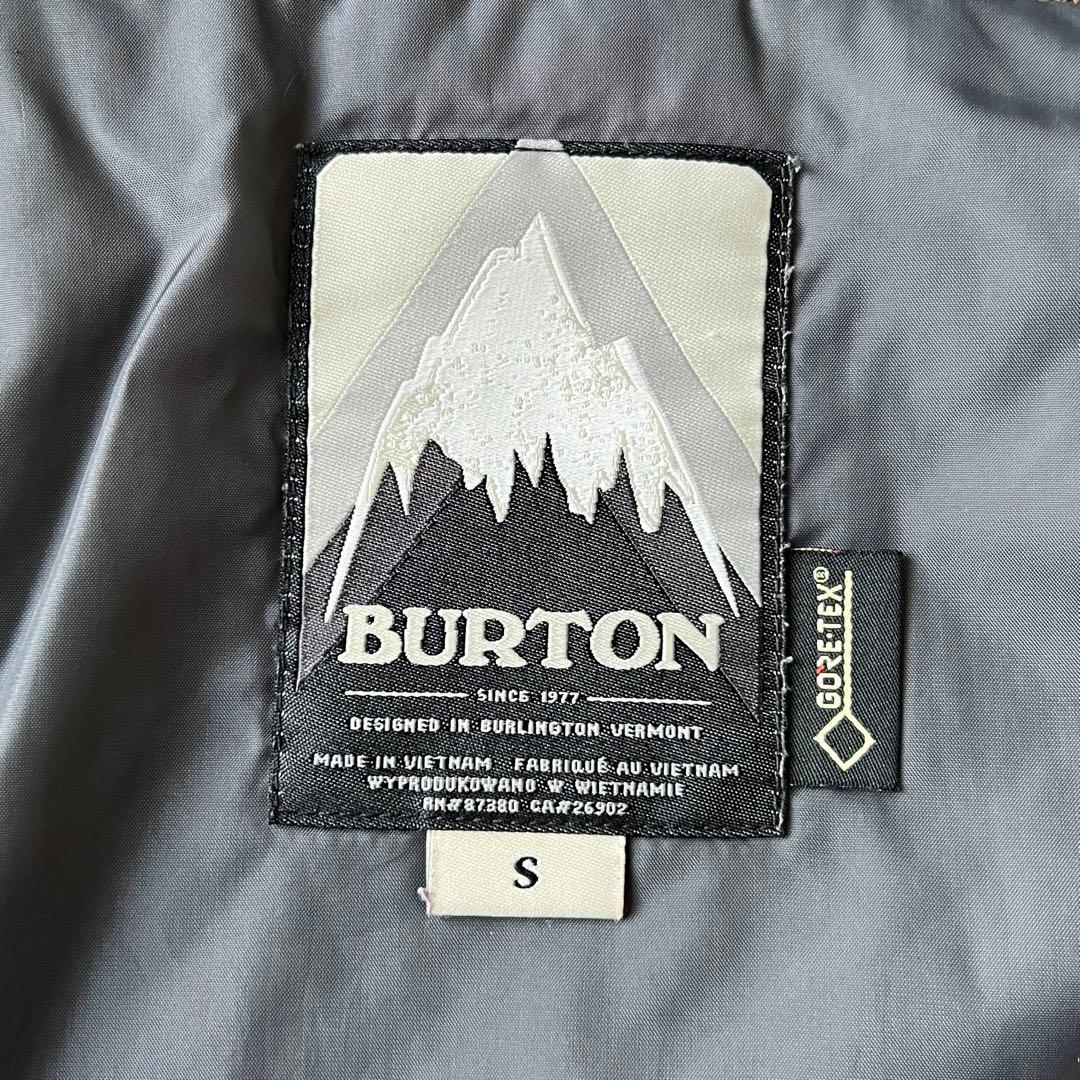 BURTON
SINCE 1977
DESIGNED IN BURLINGTON VERMONT
MADE IN VIETNAM FABRIQUÉ AU VIETNAM
WYPRODUKOWANO W WIETNAMIE
RN#87380 CA#26902
S
GORE-TEX®